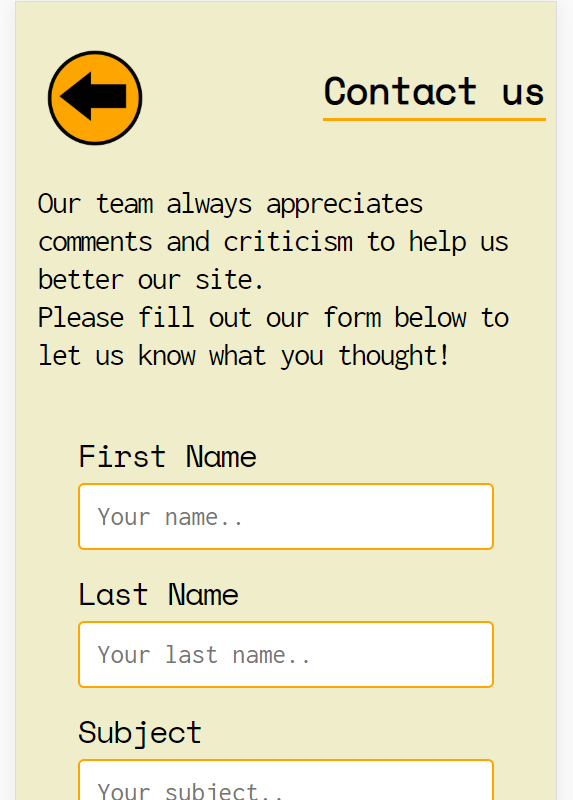 Contact us
Our team always appreciates
comments and criticism to help us
better our site.
Please fill out our form below to
let us know what you thought!
First Name
Your name..
Last Name
Your last name..
Subject
Your subject..